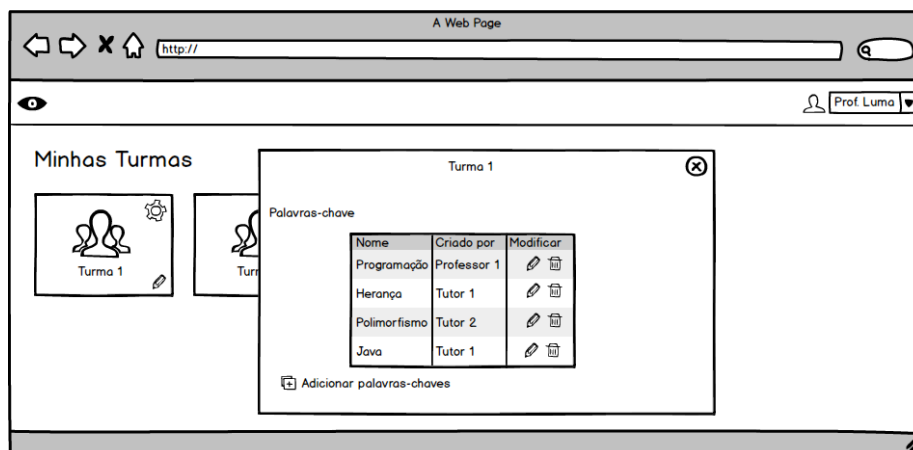 A Web Page
http://
Prof. Luma
Minhas Turmas
Turma 1
Turma 1
Palavras-chave
Nome Criado por Modificar
Programação Professor 1
Herança Tutor 1
Polimorfismo Tutor 2
Java Tutor 1
Adicionar palavras-chaves